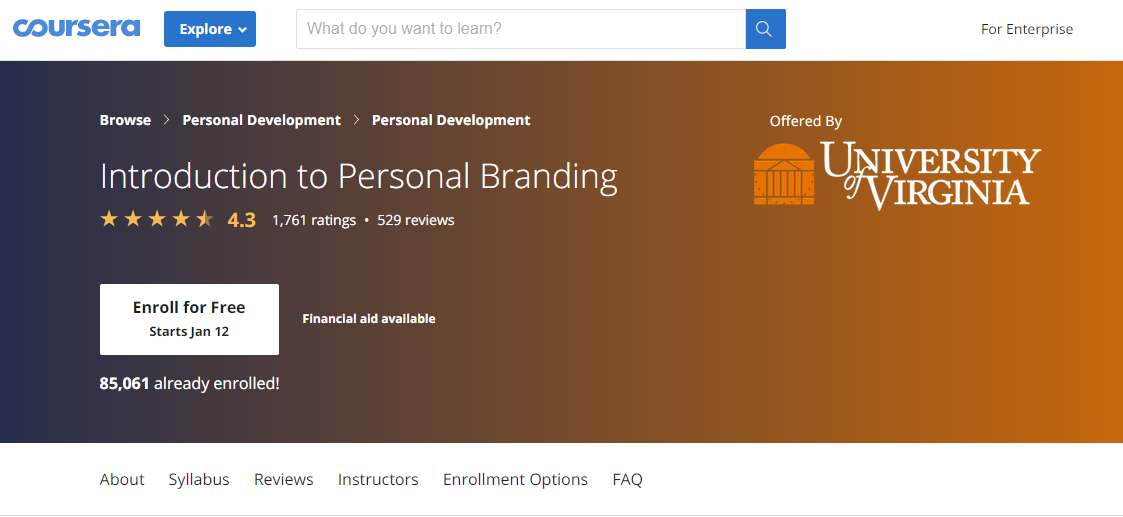 coursera Explore What do you want to learn? For Enterprise
Browse > Personal Development > Personal Development
Offered By
UNIVERSITY
of VIRGINIA
Introduction to Personal Branding
4.3 1,761 ratings • 529 reviews
Enroll for Free
Starts Jan 12
Financial aid available
85,061 already enrolled!
About Syllabus Reviews Instructors Enrollment Options FAQ